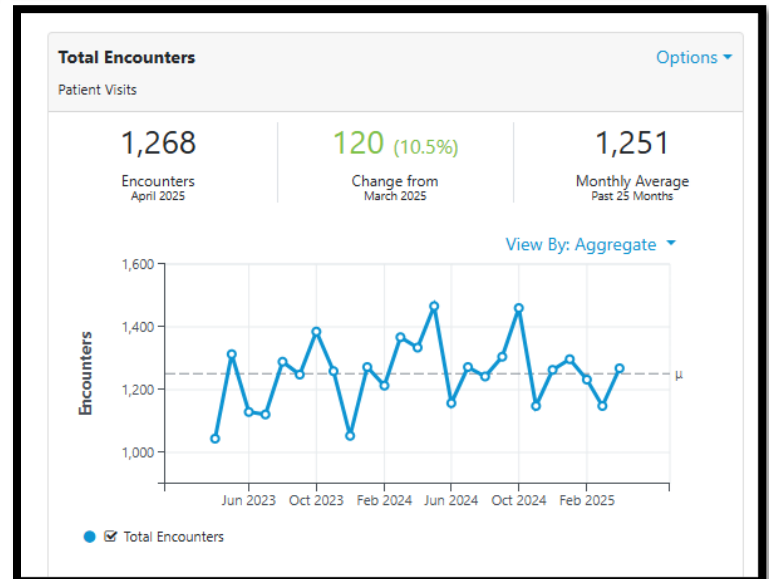 Total Encounters
Options
Patient Visits
1,268
Encounters
April 2025
120 (10.5%)
Change from
March 2025
1,251
Monthly Average
Past 25 Months
View By: Aggregate
Encounters
1,600
1,400
1,200
1,000
μ
Jun 2023 Oct 2023 Feb 2024 Jun 2024 Oct 2024 Feb 2025
Total Encounters